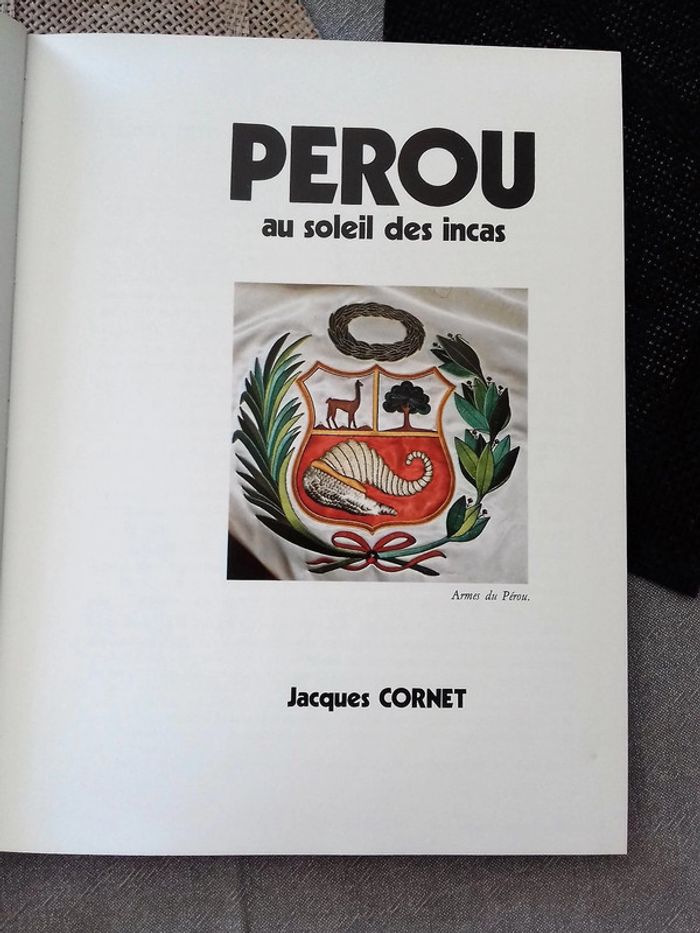 PEROU
au soleil des incas
Armes du Pérou.
Jacques CORNET